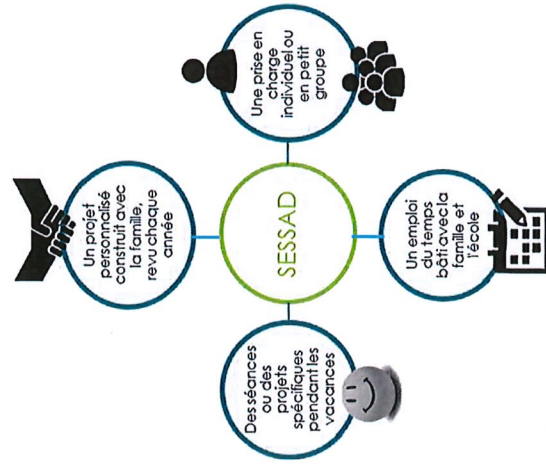 Un projet
personnalisé
construit avec
la famille,
revu chaque
année
Des séances
ou des
projets
spécifiques
pendant les
vacances
SESSAD
Une prise en
charge
individuel ou
en petit
groupe
Un emploi
du temps
bâti avec la
famille et
l'école